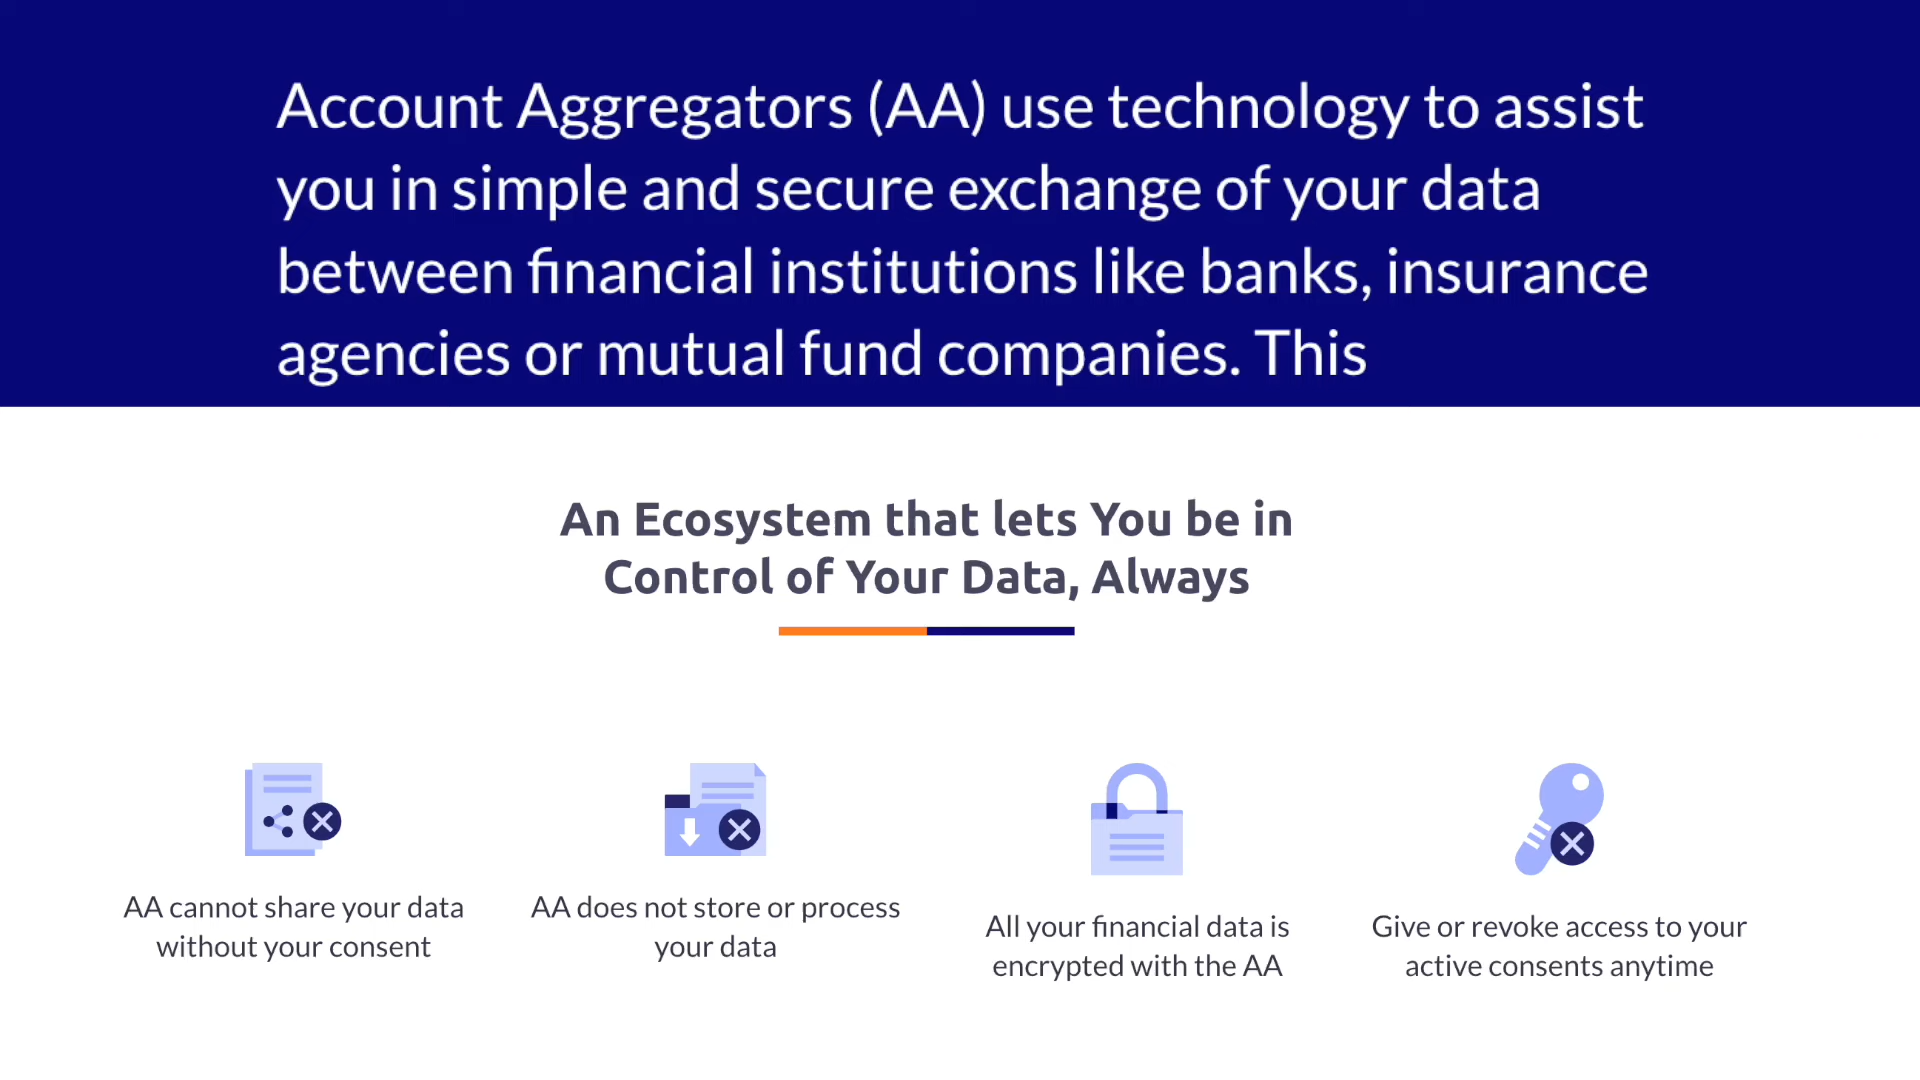 Account Aggregators (AA) use technology to assist
you in simple and secure exchange of your data
between financial institutions like banks, insurance
agencies or mutual fund companies. This
An Ecosystem that lets You be in
Control of Your Data, Always
AA cannot share your data
without your consent
AA does not store or process
your data
All your financial data is
encrypted with the AA
Give or revoke access to your
active consents anytime